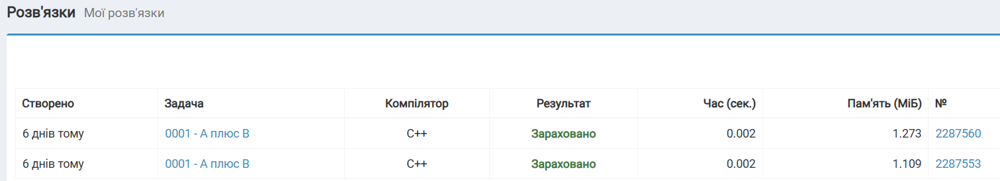 Розв'язки Мої розв'язки
Створено Задача Компілятор Результат Час (сек.) Пам'ять (МіБ) №
6 днів тому 0001 - А плюс В C++ Зараховано 0.002 1.273 2287560
6 днів тому 0001 - А плюс В C++ Зараховано 0.002 1.109 2287553